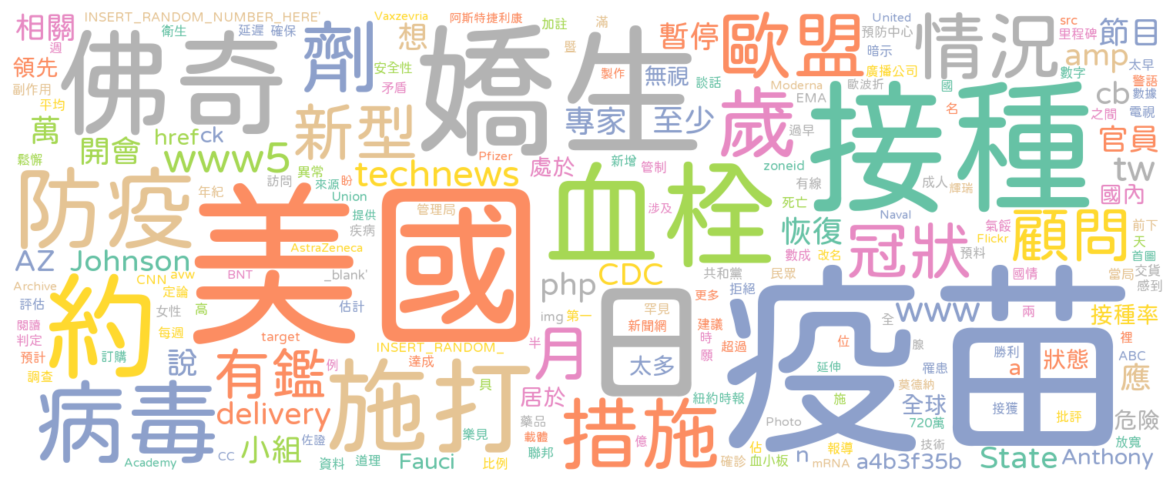 相關
INSERT_RANDOM_NUMBER_HERE'
衛生
延遲
確保
Vaxzevria
阿斯特捷利康
加註
滿
United
src
預防中心
里程碑
週
佛奇
劑
想
嬌生
暨
暫停
歐盟
暗示
情況
節目
太早
領先
安全性
矛盾
製作
無視
談話
廣播公司
amp
警語
副作用
Moderna
歐波折
數字
cb
數據
平均
EMA
國
萬
新型
專家
至少
歲
接種
名
之間
電視
開會
href
ck
過早
官員
鬆懈
www5
異常
Pfizer
處於
新增
管制
zoneid
tw
防疫
訪問
來源
盼
technews
血栓
有線
成人
輝瑞
國內
年紀
Union
提供
死亡
美國
管理局
涉及
恢復
Naval
氣餒
顧問
前下
疾病
冠狀
Flickr
天
AZ
Johnson
AstraZeneca
數成
改名
預料
首圖
CNN
avw
BNT
_blank'
CDC
共和黨
民眾
國情
當局
交貨
感到
Archive
定論
php
日
更多
拒絕
疫苗
評估
約
女性
高
估計
img
第一
罕見
www
全
兩
接種率
閱讀
判定
每週
target
INSERT_RANDOM_
半
月
新聞網
建議
時
位
裡
預計
訂購
說
有鑑
例
達成
太多
超過
願
腺
勝利
a
狀態
ABC
調查
延伸
罹患
應
病毒
施打
具
居於
紐約時報
施
莫德納
全球
接獲
批評
delivery
藥品
措施
Photo
720萬
危險
小組
佐證
樂見
載體
億
佔
報導
技術
放寬
Academy
cc
資料
道理
Fauci
比例
聯邦
確診
血小板
n
mRNA
a4b3f35b
State
Anthony